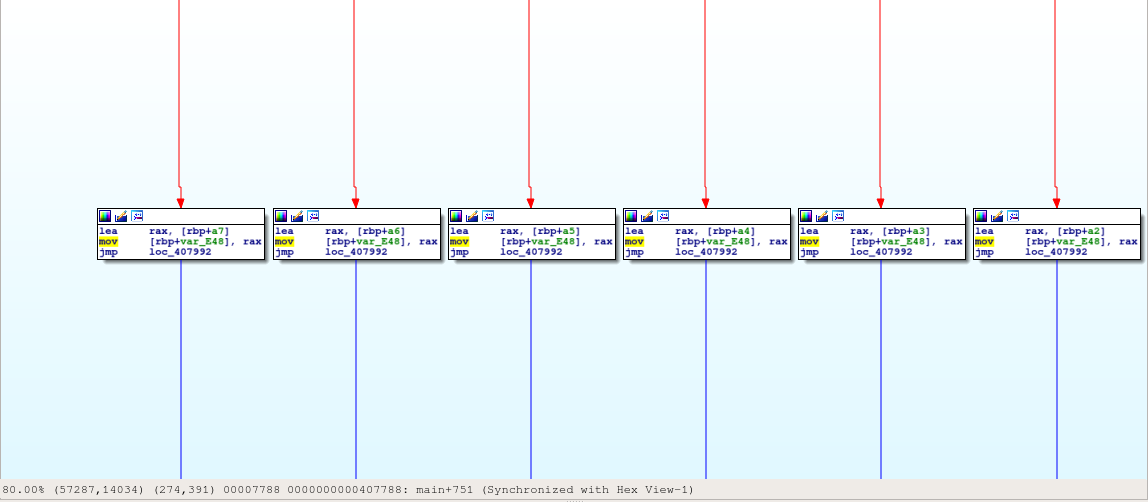 lea rax, [rbp+a7]
mov [rbp+var_E48], rax
jmp loc_407992
lea rax, [rbp+a6]
mov [rbp+var_E48], rax
jmp loc_407992
lea rax, [rbp+a5]
mov [rbp+var_E48], rax
jmp loc_407992
lea rax, [rbp+a4]
mov [rbp+var_E48], rax
jmp loc_407992
lea rax, [rbp+a3]
mov [rbp+var_E48], rax
jmp loc_407992
lea rax, [rbp+a2]
mov [rbp+var_E48], rax
jmp loc_407992
80.00% (57287,14034) (274,391) 00007788 0000000000407788: main+751 (Synchronized with Hex View-1)